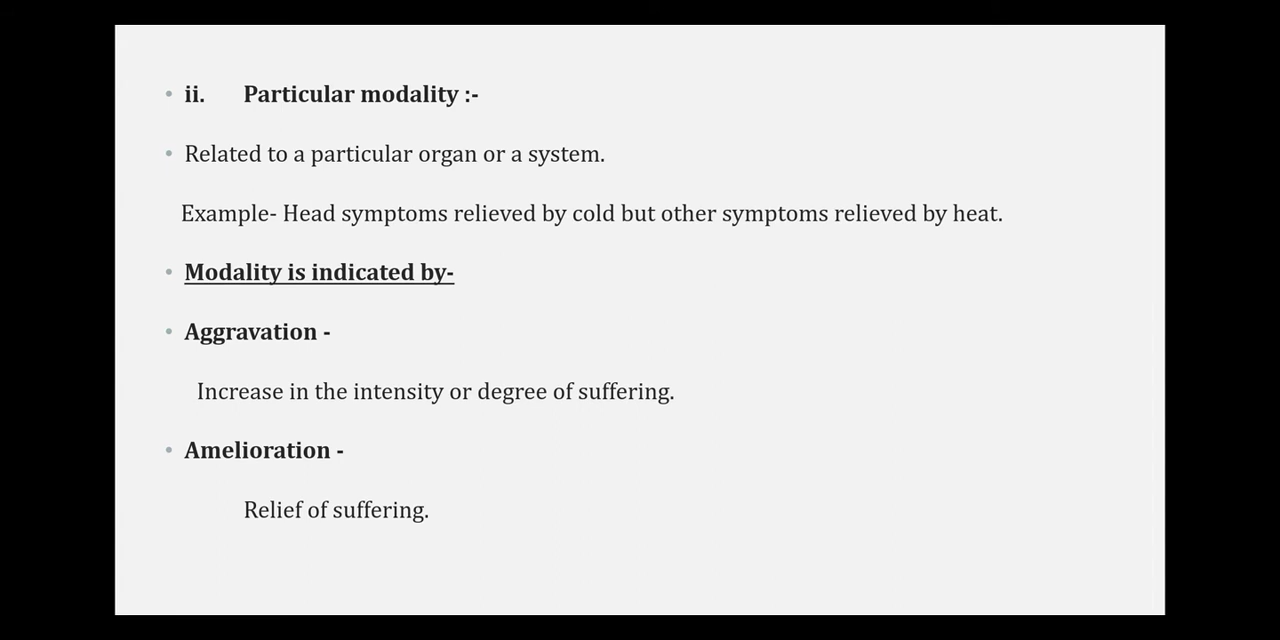 • ii. Particular modality :-
• Related to a particular organ or a system.
Example- Head symptoms relieved by cold but other symptoms relieved by heat.
• Modality is indicated by-
• Aggravation -
Increase in the intensity or degree of suffering.
• Amelioration -
Relief of suffering.